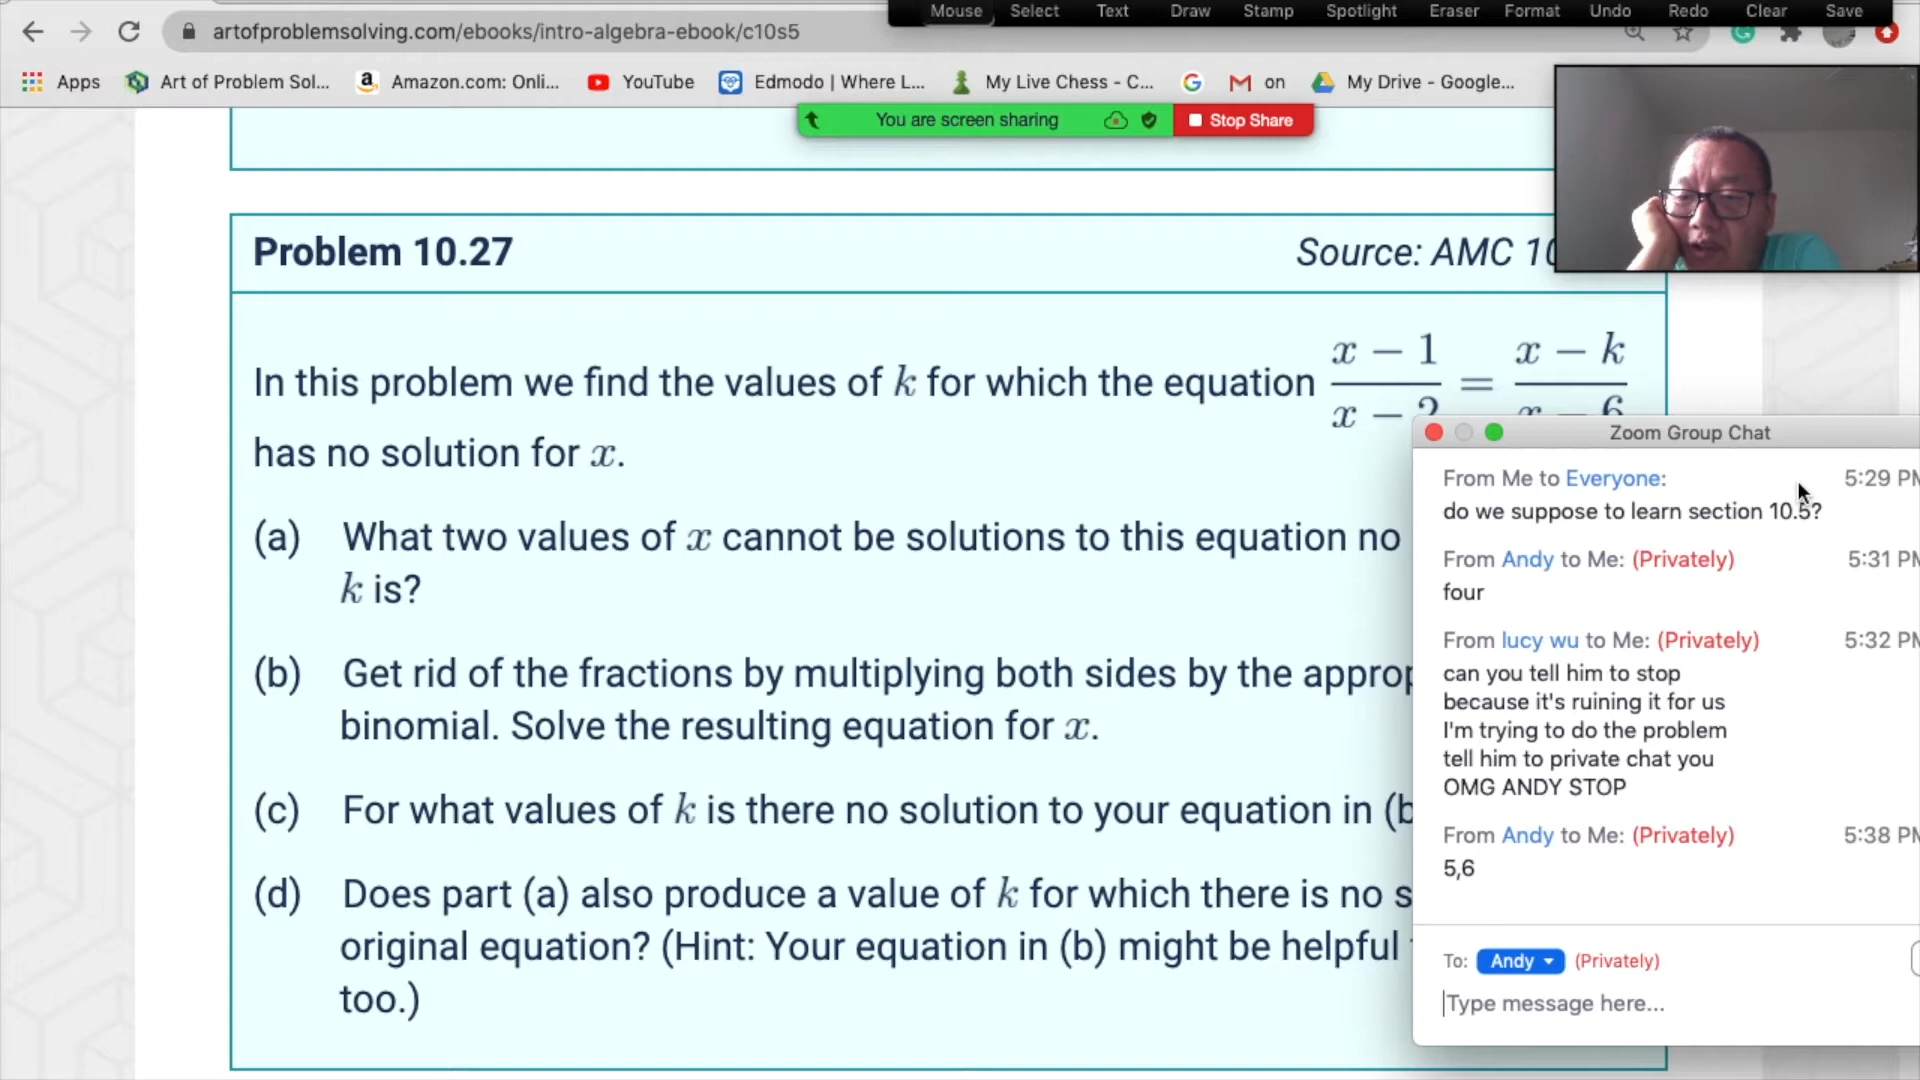 Mouse Select Text Draw Stamp Spotlight Eraser Format Undo Redo Clear Save
artofproblemsolving.com/ebooks/intro-algebra-ebook/c10s5
Apps Art of Problem Sol... Amazon.com: Onli... YouTube Edmodo | Where L... My Live Chess - C... on My Drive - Google...
You are screen sharing Stop Share
Problem 10.27 Source: AMC 10
In this problem we find the values of k for which the equation x − 1 / x − 2 = x − k / x − 6
has no solution for x.
(a) What two values of x cannot be solutions to this equation no
k is?
(b) Get rid of the fractions by multiplying both sides by the approp
binomial. Solve the resulting equation for x.
(c) For what values of k is there no solution to your equation in (b
(d) Does part (a) also produce a value of k for which there is no s
original equation? (Hint: Your equation in (b) might be helpful
too.)
Zoom Group Chat
From Me to Everyone: 5:29 PM
do we suppose to learn section 10.5?
From Andy to Me: (Privately) 5:31 PM
four
From lucy wu to Me: (Privately) 5:32 PM
can you tell him to stop
because it's ruining it for us
I'm trying to do the problem
tell him to private chat you
OMG ANDY STOP
From Andy to Me: (Privately) 5:38 PM
5,6
To: Andy (Privately)
Type message here...